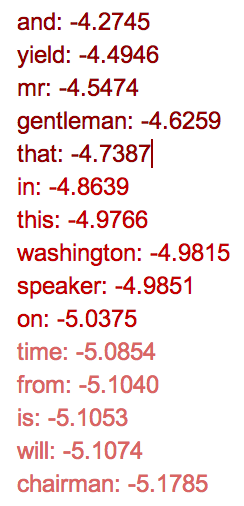 and: -4.2745
yield: -4.4946
mr: -4.5474
gentleman: -4.6259
that: -4.7387
in: -4.8639
this: -4.9766
washington: -4.9815
speaker: -4.9851
on: -5.0375
time: -5.0854
from: -5.1040
is: -5.1053
will: -5.1074
chairman: -5.1785